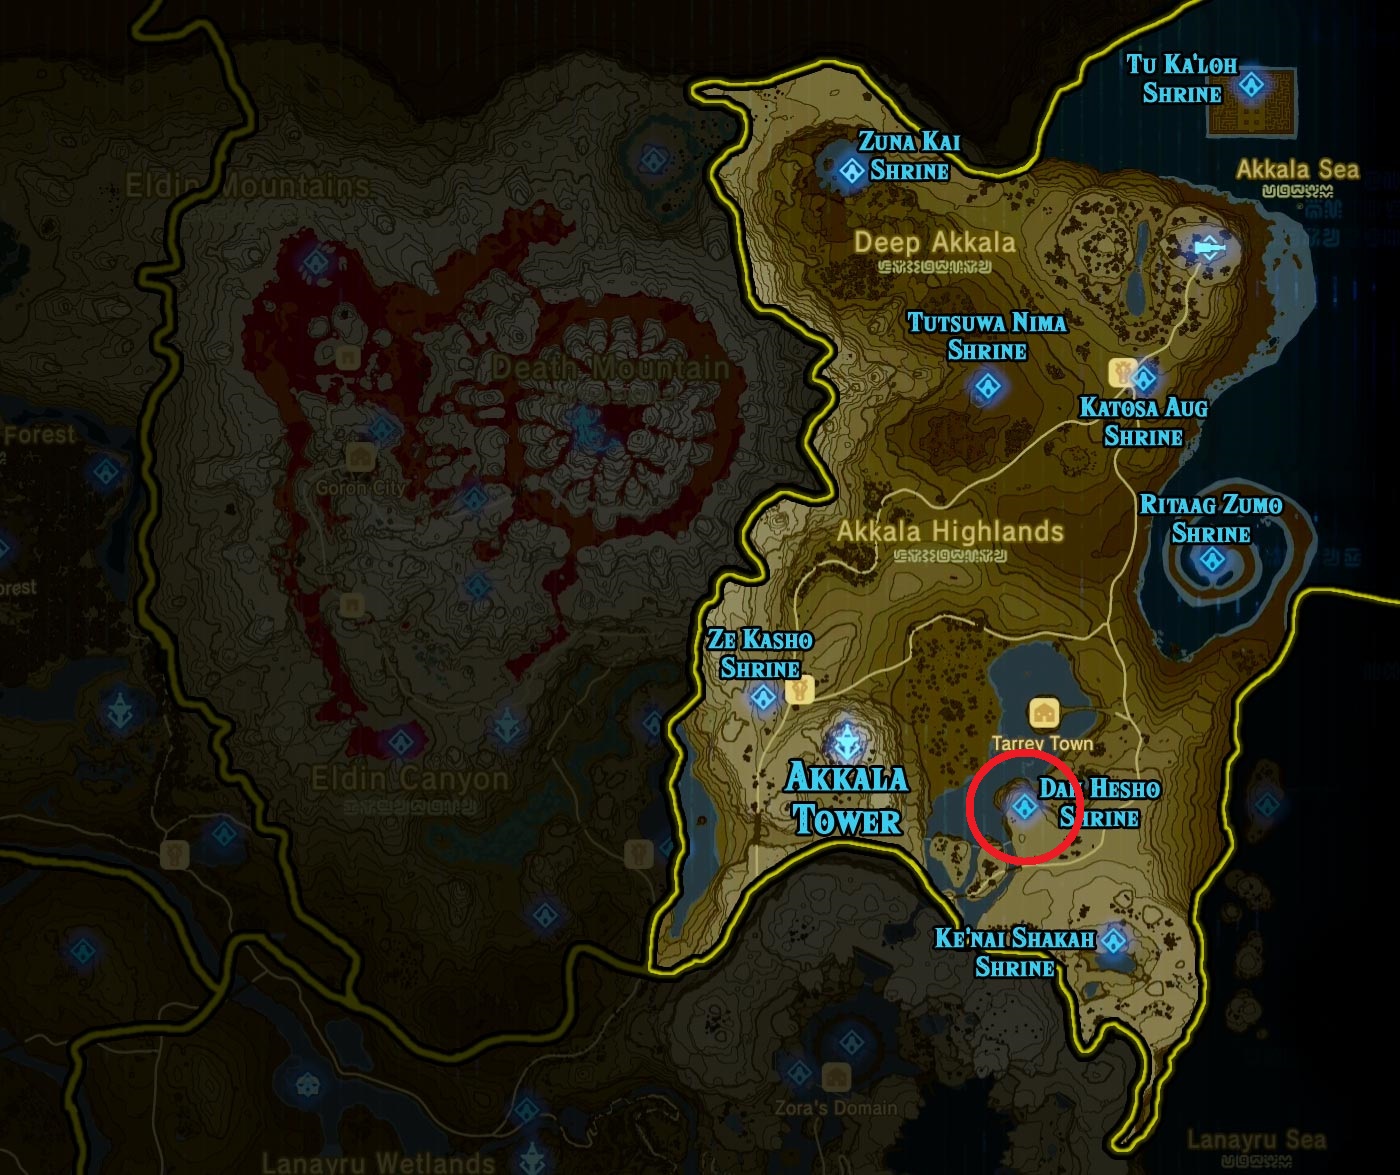 Tu Ka'loh
Shrine
Zuna Kai
Shrine
Akkala Sea
Eldin Mountains
Deep Akkala
Tutsuwa Nima
Shrine
Death Mountain
Katosa Aug
Shrine
Forest
Goron City
Ritaag Zumo
Shrine
Akkala Highlands
orest
Ze Kasho
Shrine
Tarrey Town
Eldin Canyon
Akkala
Tower
Hesho
Shrine
Ke'nai Shakah
Shrine
Zora's Domain
Lanayru Sea
Lanayru Wetlands